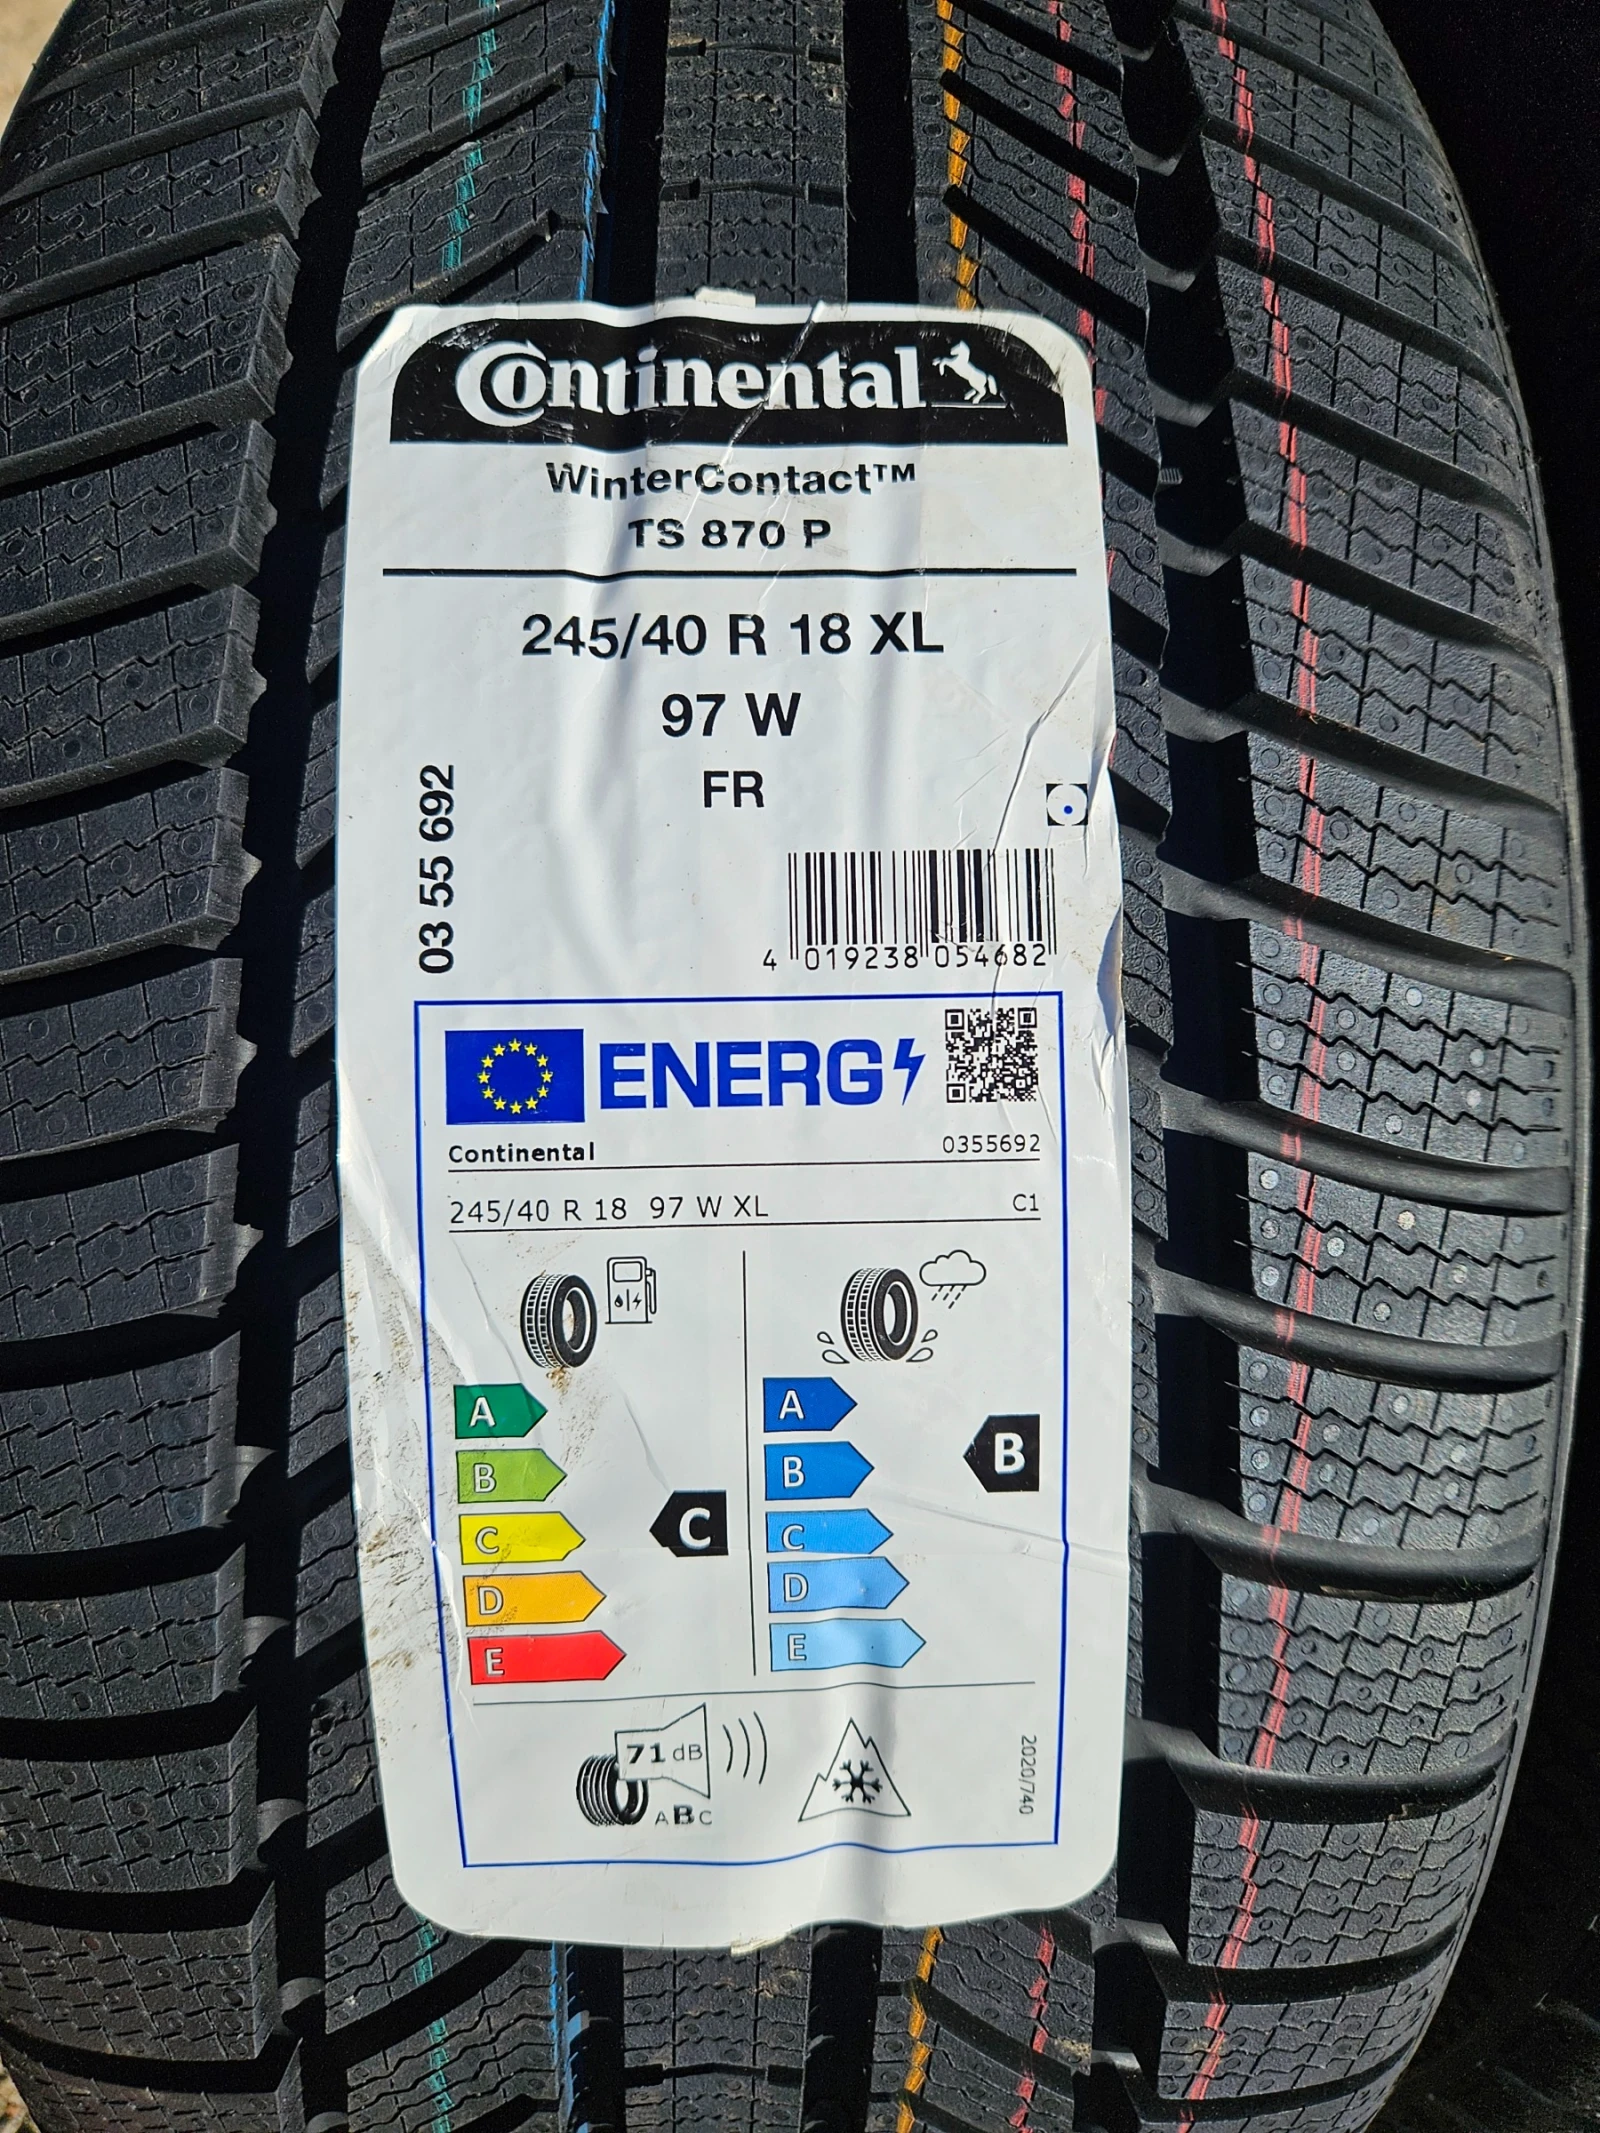 Continental
WinterContact™
TS 870 P
245/40 R 18 XL
97 W
FR
03 55 692
4 019238 054682
ENERG
Continental 0355692
245/40 R 18 97 W XL C1
A
B
C
D
E
C
A
B
C
D
E
B
71 dB
ABC
2020/740